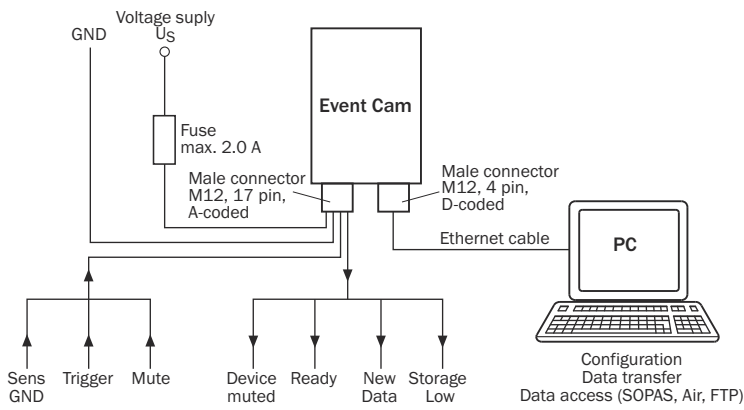 Voltage suply
GND
US
Event Cam
Fuse
max. 2.0 A
Male connector
M12, 17 pin,
A-coded
Male connector
M12, 4 pin,
D-coded
Ethernet cable
PC
Sens
GND
Trigger
Mute
Device
muted
Ready
New
Data
Storage
Low
Configuration
Data transfer
Data access (SOPAS, Air, FTP)